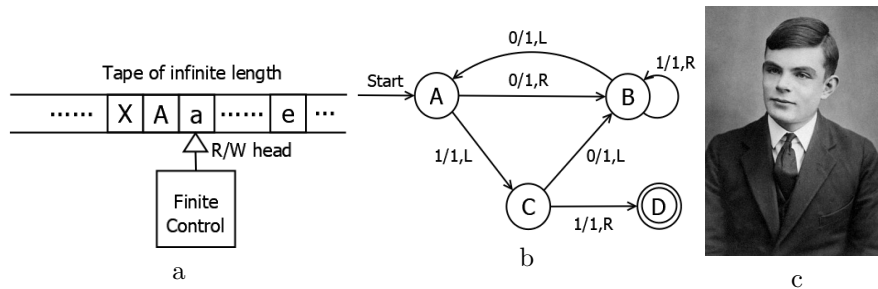 Tape of infinite length
...... X A a ...... e ...
R/W head
Finite
Control
a
Start
A
B
C
D
0/1,L
0/1,R
1/1,R
1/1,L
0/1,L
1/1,R
b
c